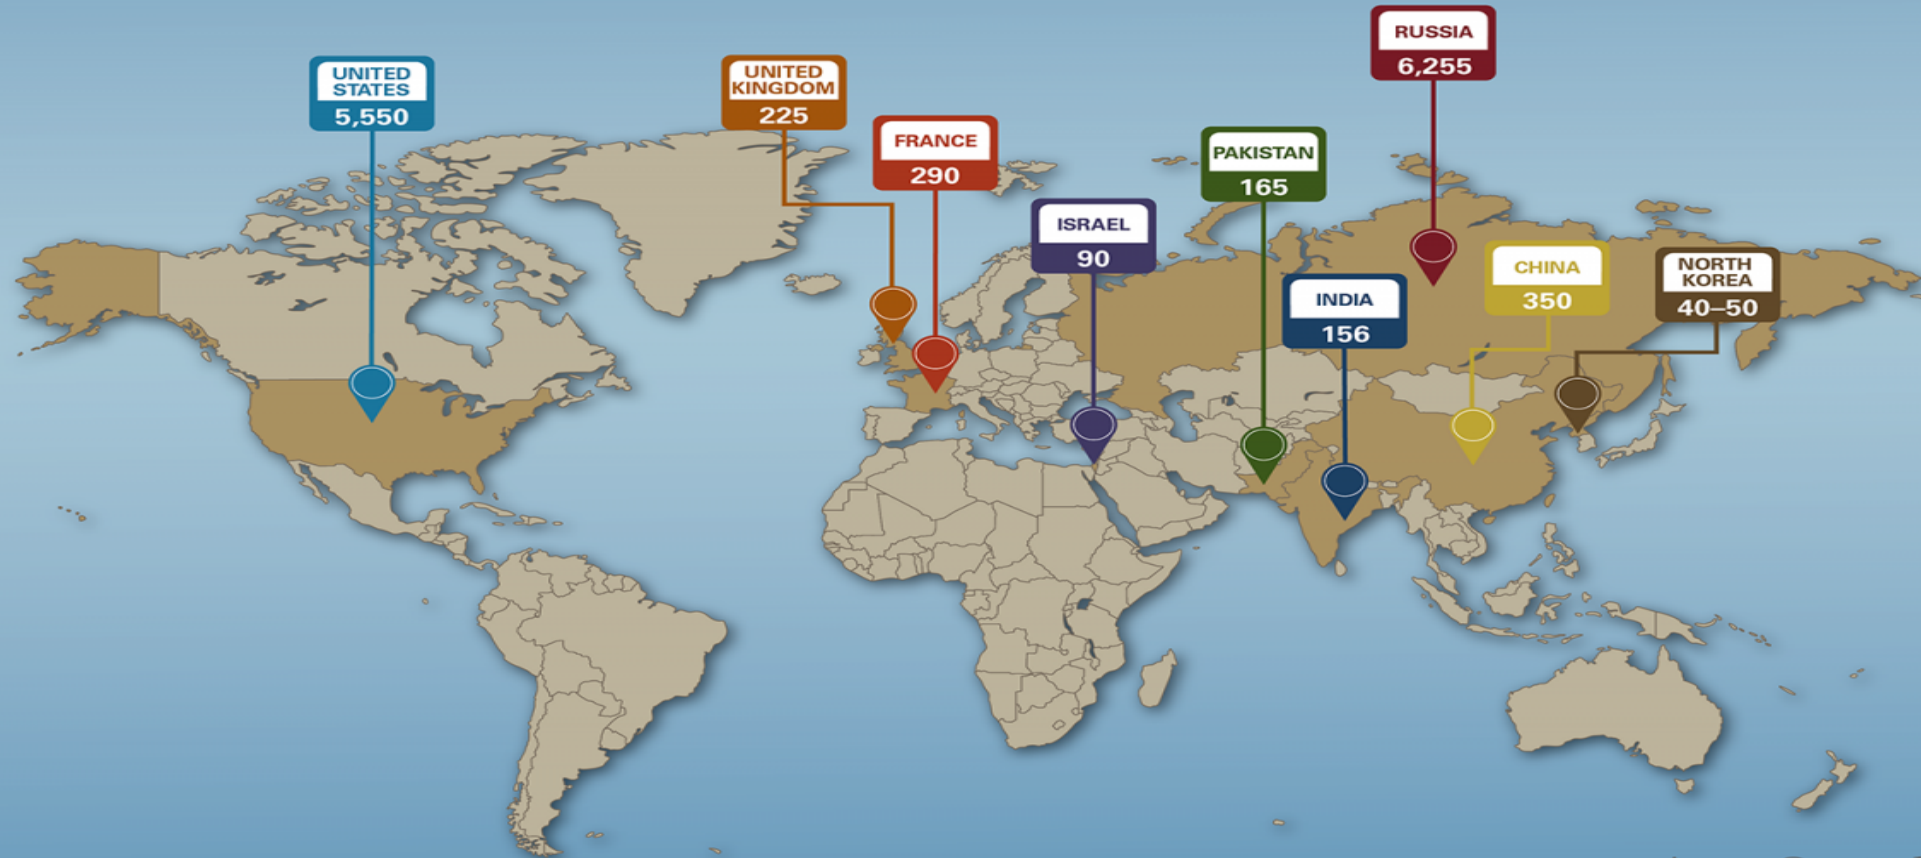 UNITED
STATES
5,550
UNITED
KINGDOM
225
FRANCE
290
ISRAEL
90
PAKISTAN
165
INDIA
156
RUSSIA
6,255
CHINA
350
NORTH
KOREA
40–50